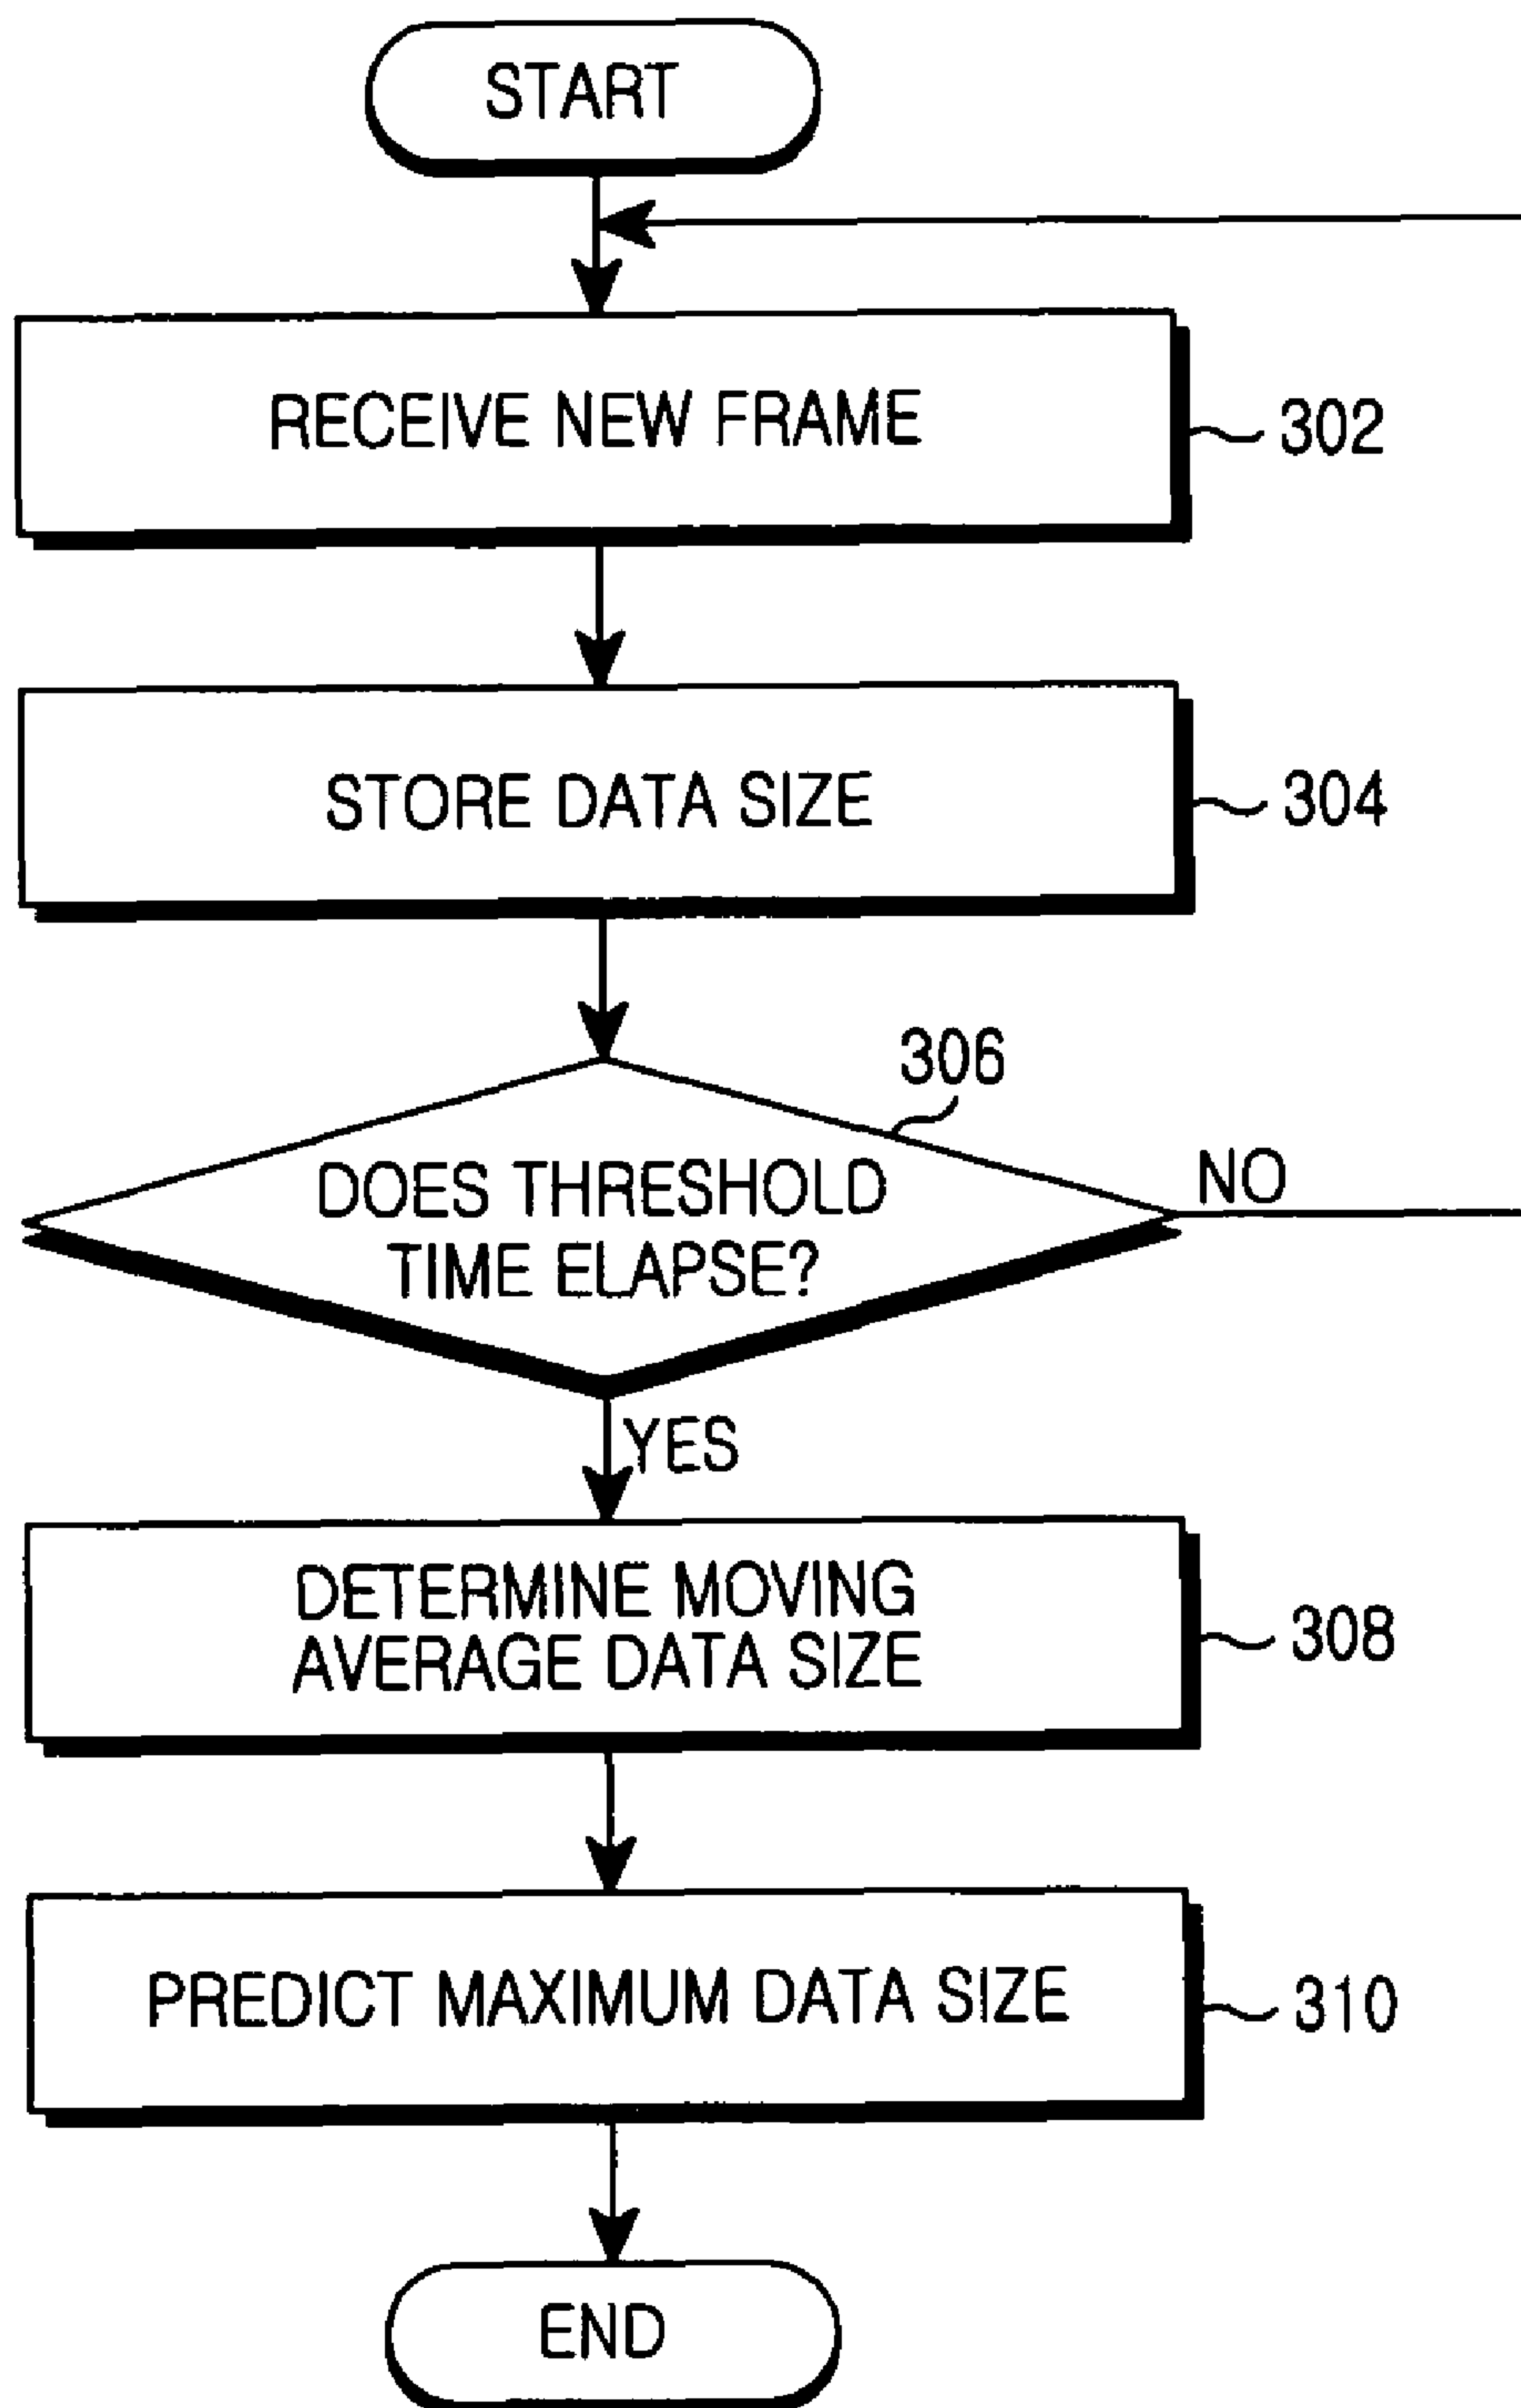 START
RECEIVE NEW FRAME
302
STORE DATA SIZE
304
306
DOES THRESHOLD
TIME ELAPSE?
NO
YES
DETERMINE MOVING
AVERAGE DATA SIZE
308
PREDICT MAXIMUM DATA SIZE
310
END